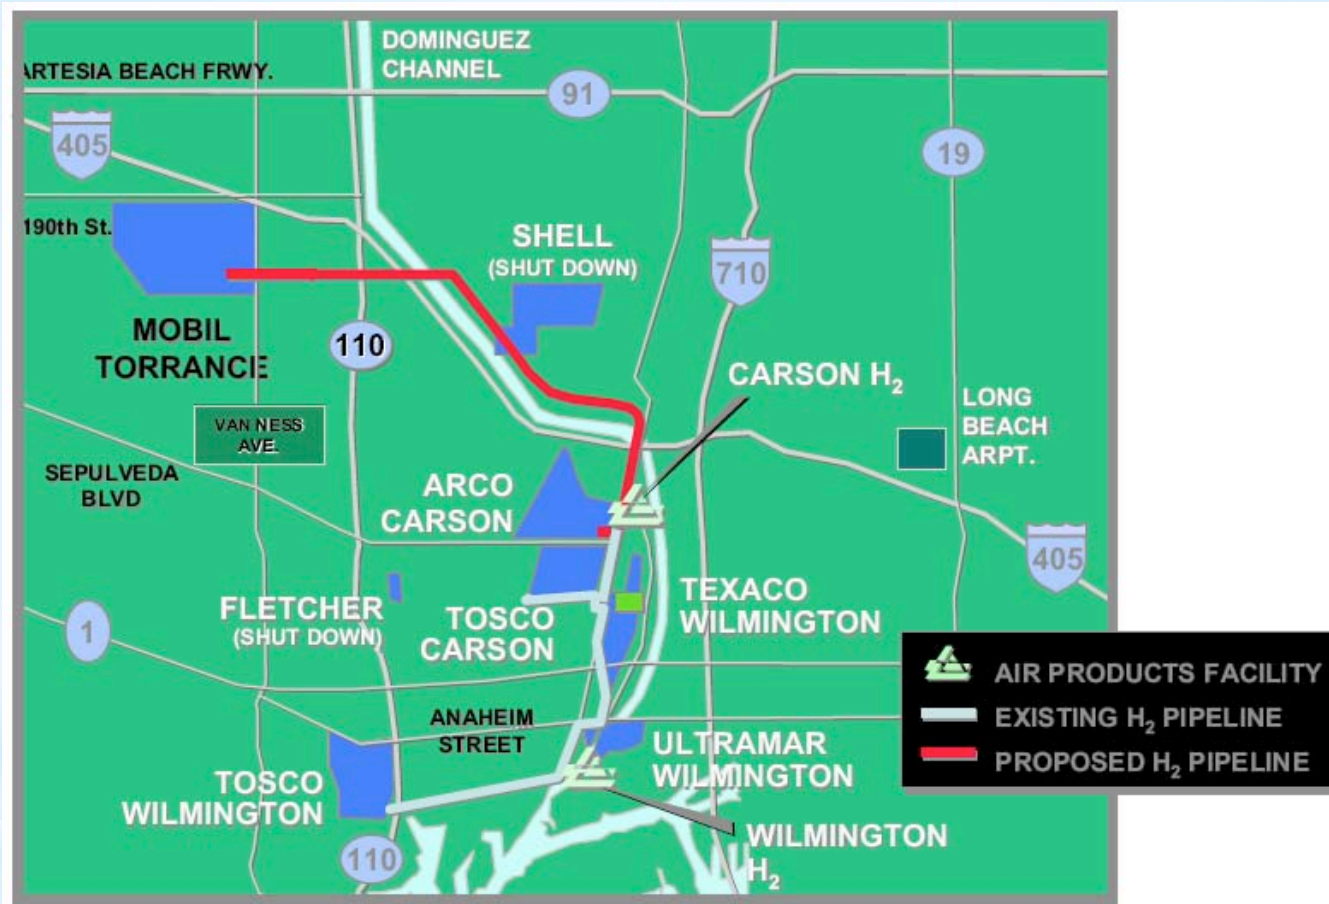 DOMINGUEZ
CHANNEL
ARTESIA BEACH FRWY.
91
405
19
190th St.
SHELL
(SHUT DOWN)
710
MOBIL
TORRANCE
110
CARSON H₂
VAN NESS
AVE.
LONG
BEACH
ARPT.
SEPULVEDA
BLVD
ARCO
CARSON
405
FLETCHER
(SHUT DOWN)
TOSCO
CARSON
TEXACO
WILMINGTON
1
AIR PRODUCTS FACILITY
EXISTING H₂ PIPELINE
PROPOSED H₂ PIPELINE
ANAHEIM
STREET
ULTRAMAR
WILMINGTON
TOSCO
WILMINGTON
WILMINGTON
H₂
110